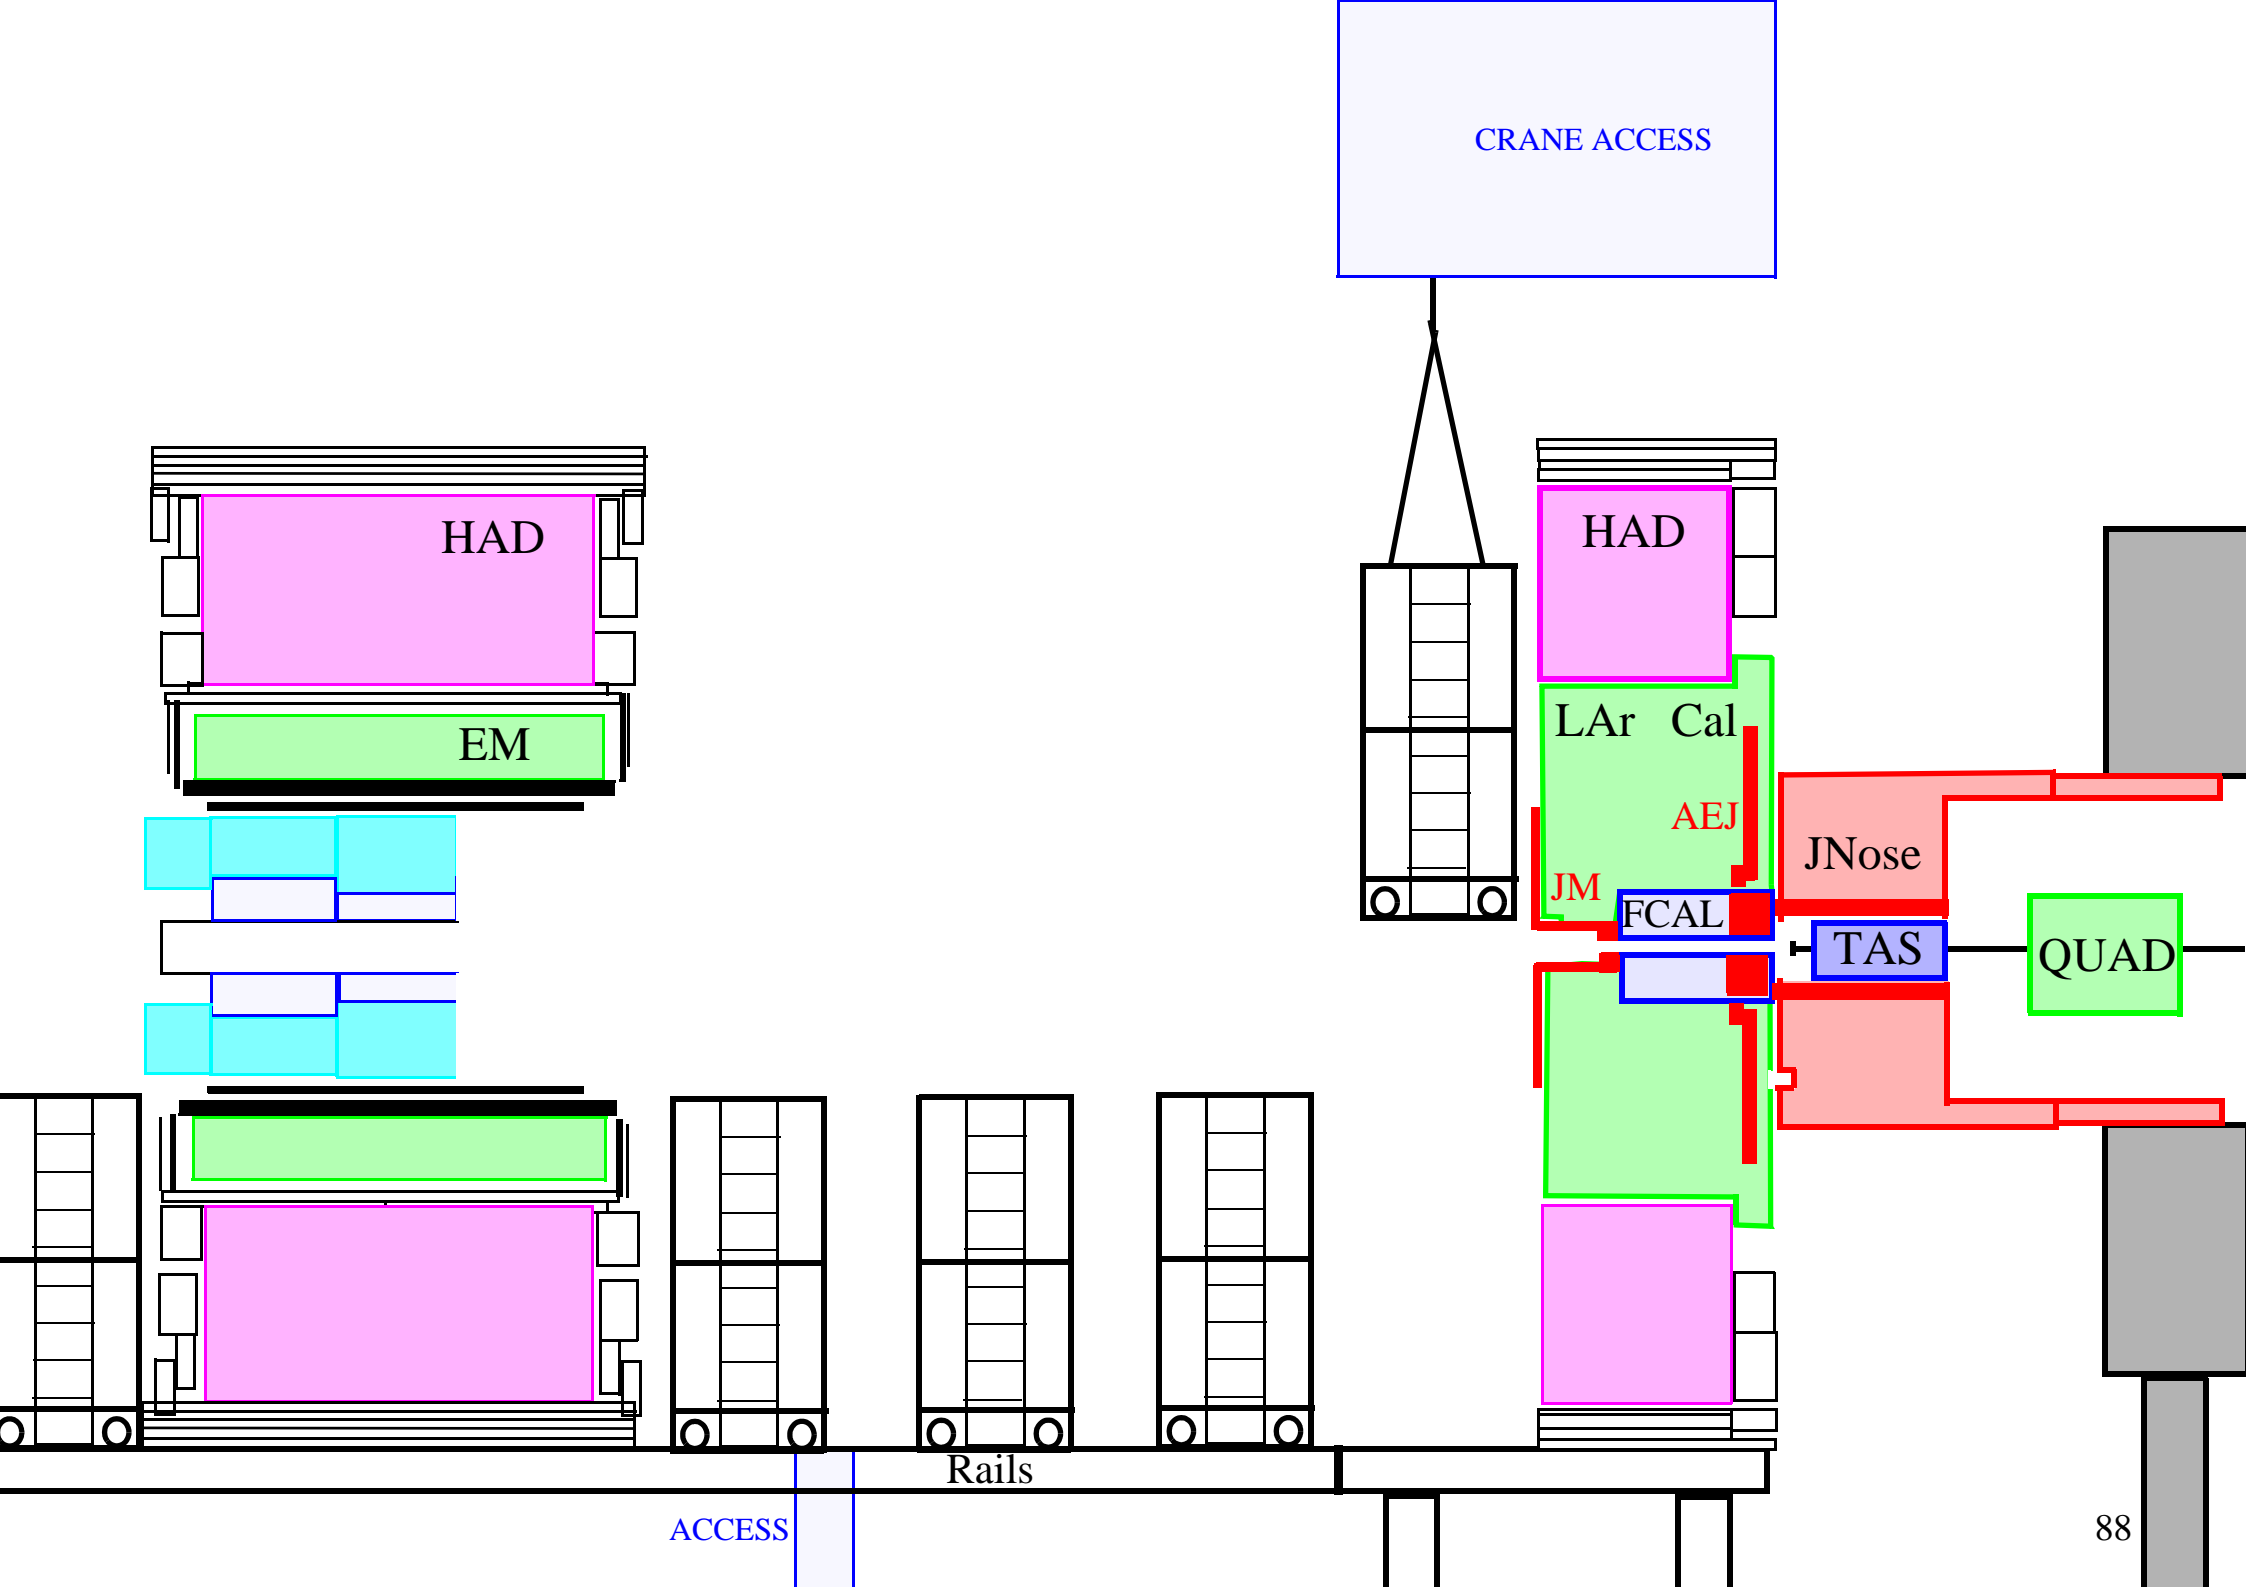 CRANE ACCESS
HAD
HAD
EM
LAr Cal
AEJ
JNose
JM
FCAL
TAS
QUAD
Rails
ACCESS
88